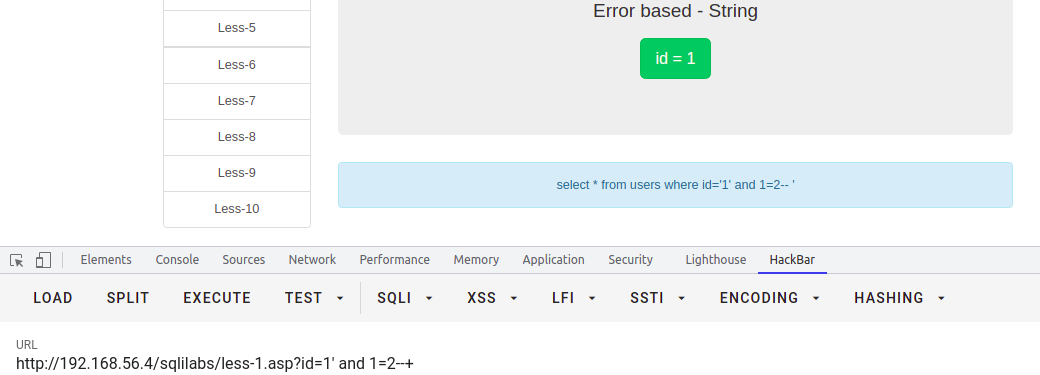 Error based - String
id = 1
Less-5
Less-6
Less-7
Less-8
Less-9
Less-10
select * from users where id='1' and 1=2-- '
Elements Console Sources Network Performance Memory Application Security Lighthouse HackBar
LOAD SPLIT EXECUTE TEST SQLI XSS LFI SSTI ENCODING HASHING
URL
http://192.168.56.4/sqlilabs/less-1.asp?id=1' and 1=2--+